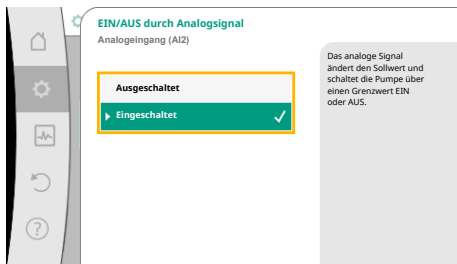 EIN/AUS durch Analogsignal
Analogeingang (AI2)
Ausgeschaltet
Eingeschaltet
Das analoge Signal
ändert den Sollwert und
schaltet die Pumpe über
einen Grenzwert EIN
oder AUS.
?